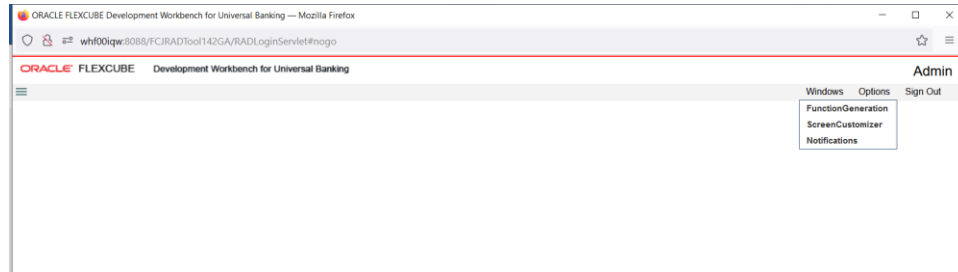 ORACLE FLEXCUBE Development Workbench for Universal Banking — Mozilla Firefox
whf00iqw:8088/FCJRADTool142GA/RADLoginServlet#nogo
ORACLE FLEXCUBE Development Workbench for Universal Banking Admin
Windows Options Sign Out
FunctionGeneration
ScreenCustomizer
Notifications